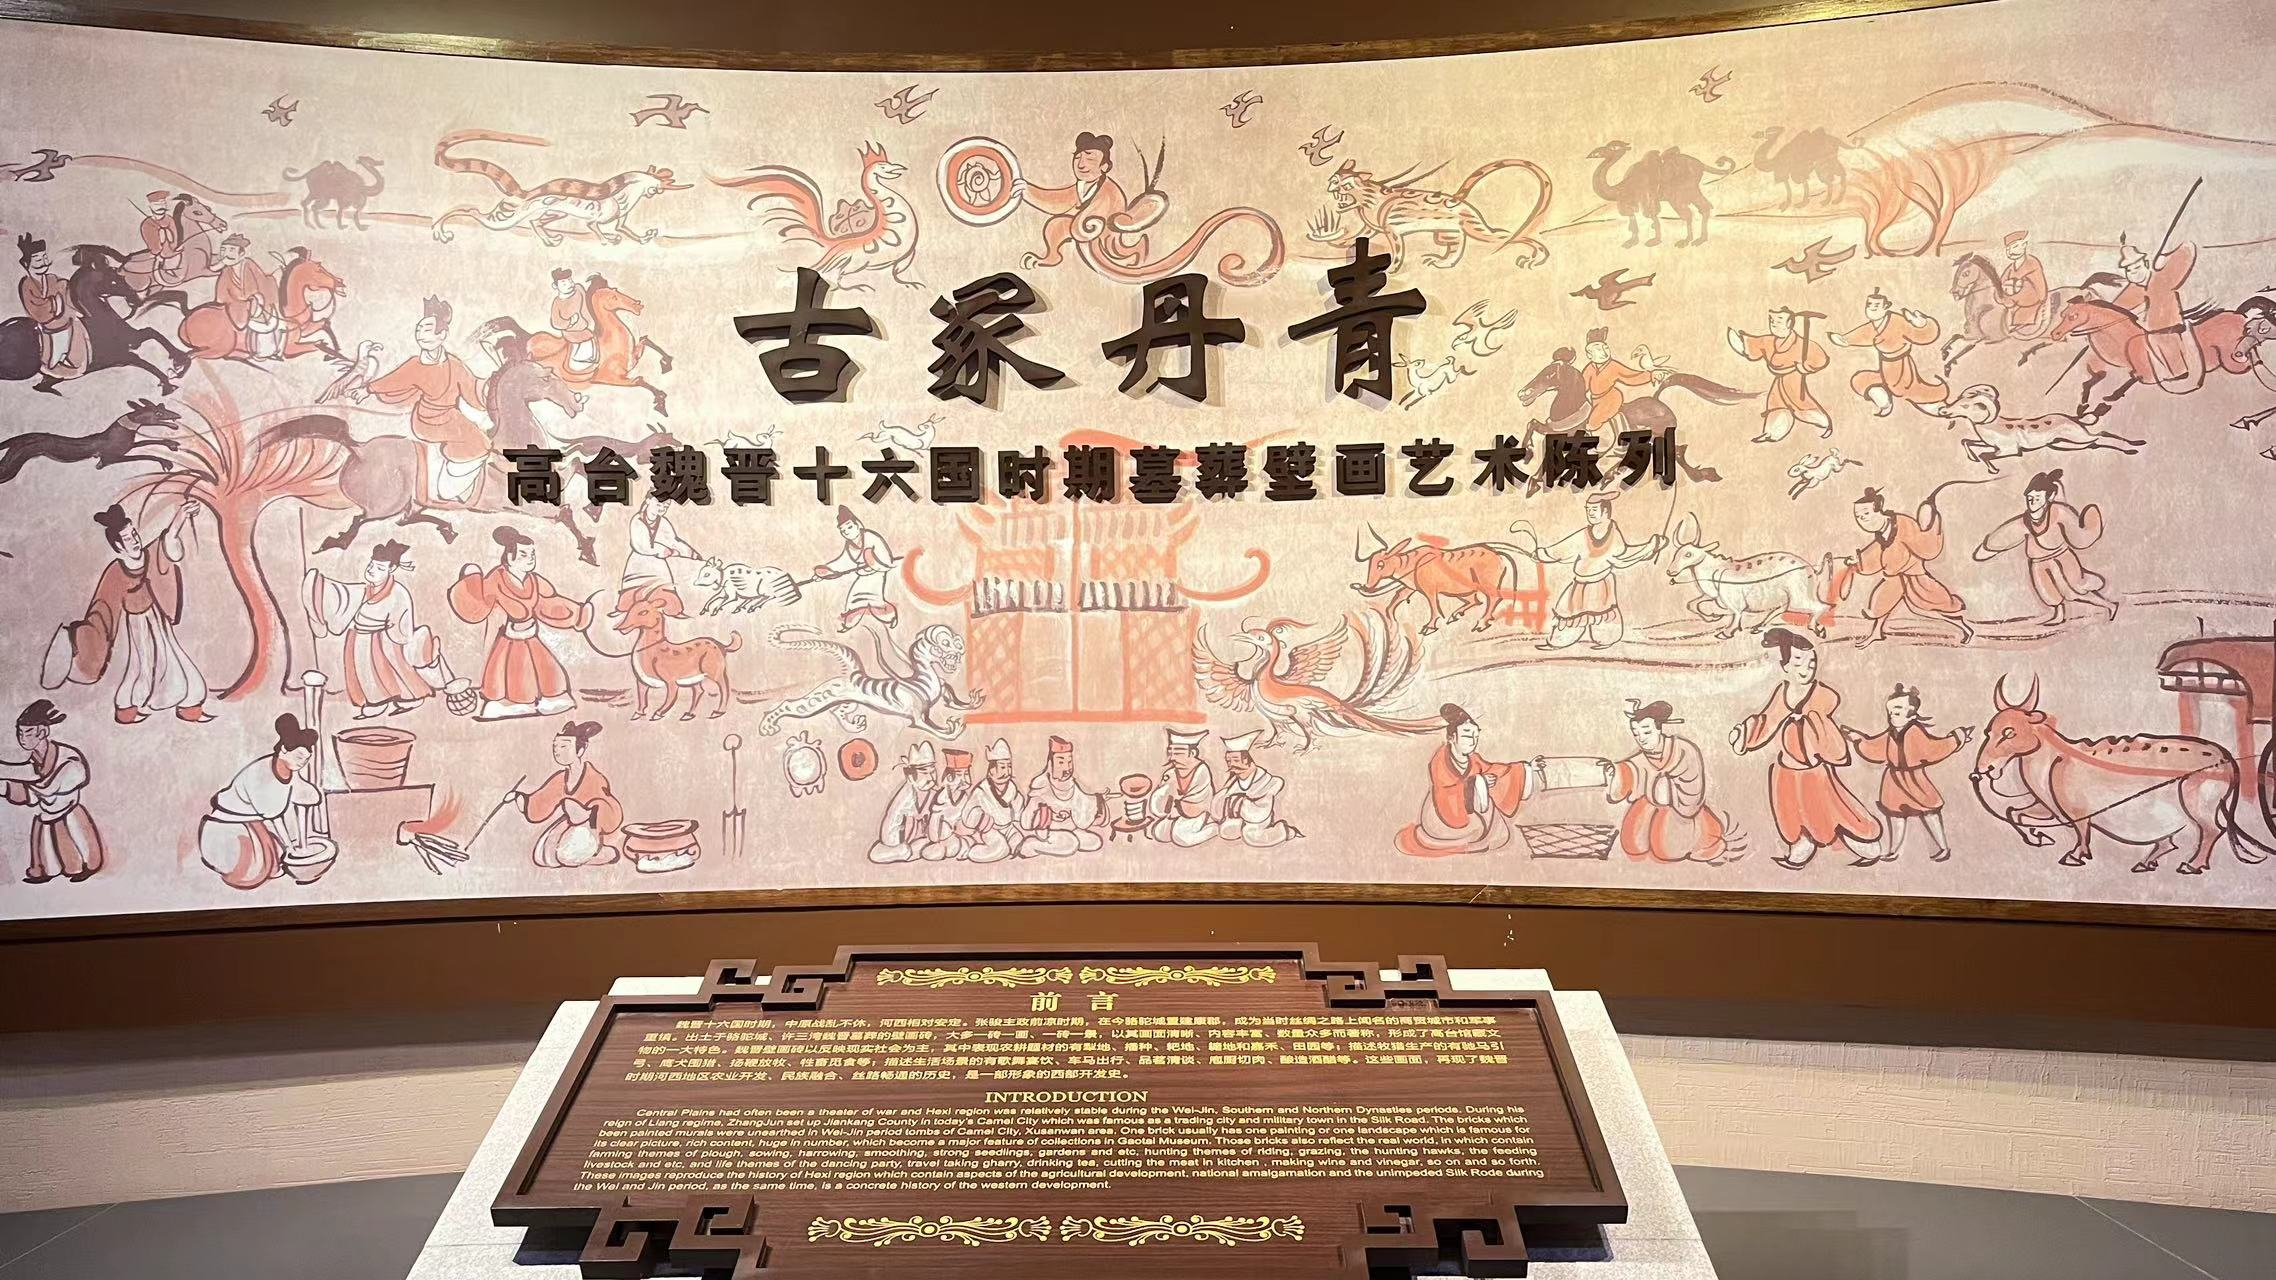 古冢丹青
高台魏晋十六国时期墓葬壁画艺术陈列
前言
魏晋十六国时期，中原战乱不休，河西相对安定。张骏主政前凉时期，在今骆驼城置建康郡，成为当时丝绸之路上闻名的商贸城市和军事
重镇。出土于骆驼城、许三湾魏晋墓葬的壁画砖，大多一砖一画、一砖一景，以其画面清晰、内容丰富、数量众多而著称，形成了高台馆藏文
物的一大特色。魏晋壁画砖以反映现实社会为主，其中表现农耕题材的有犁地、播种、耙地、耱地和嘉禾、田园等；描述牧猎生产的有驰马引
弓、鹰犬围猎、扬鞭放牧、牲畜觅食等；描述生活场景的有歌舞宴饮、车马出行、品茗清谈、庖厨切肉、酿造酒醋等。这些画面，再现了魏晋
时期河西地区农业开发、民族融合、丝路畅通的历史，是一部形象的西部开发史。
INTRODUCTION
Central Plains had often been a theater of war and Hexi region was relatively stable during the Wei-Jin, Southern and Northern Dynasties periods. During his
reign of Liang regime, ZhangJun set up Jiankang County in today's Camel City which was famous as a trading city and military town in the Silk Road. The bricks which
been painted murals were unearthed in Wei-Jin period tombs of Camel City, Xusanwan area. One brick usually has one painting or one landscape which is famous for
its clear picture, rich content, huge in number, which become a major feature of collections in Gaotai Museum. Those bricks also reflect the real world, in which contain
farming themes of plough, sowing, harrowing, smoothing, strong seedlings, gardens and etc, hunting themes of riding, grazing, the hunting hawks, the feeding
livestock and etc, and life themes of the dancing party, travel taking gharry, drinking tea, cutting the meat in kitchen , making wine and vinegar, so on and so forth.
These images reproduce the history of Hexi region which contain aspects of the agricultural development, national amalgamation and the unimpeded Silk Rode during
the Wei and Jin period, as the same time, is a concrete history of the western development.